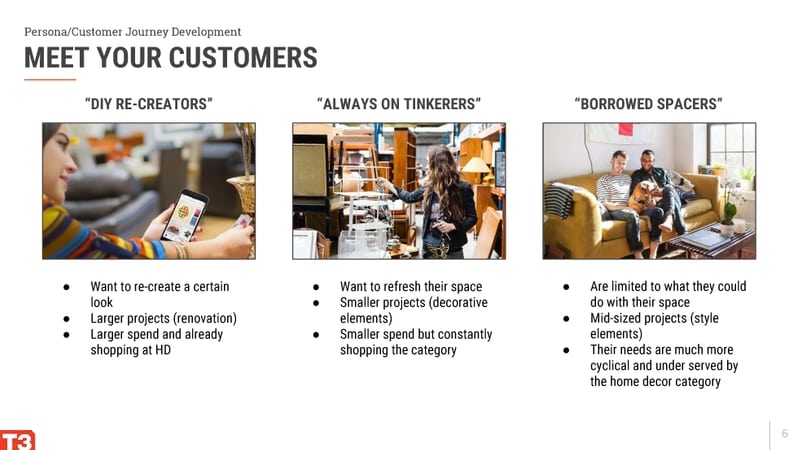 Persona/Customer Journey Development
MEET YOUR CUSTOMERS
“DIY RE-CREATORS”
● Want to re-create a certain
look
● Larger projects (renovation)
● Larger spend and already
shopping at HD
“ALWAYS ON TINKERERS”
● Want to refresh their space
● Smaller projects (decorative
elements)
● Smaller spend but constantly
shopping the category
“BORROWED SPACERS”
● Are limited to what they could
do with their space
● Mid-sized projects (style
elements)
● Their needs are much more
cyclical and under served by
the home decor category
T3
6